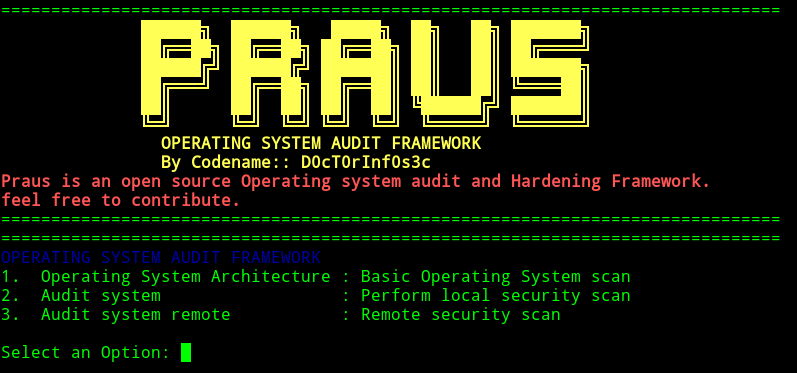 ================================================================================
PRAUS
OPERATING SYSTEM AUDIT FRAMEWORK
By Codename:: D0cT0rInf0s3c
Praus is an open source Operating system audit and Hardening Framework.
feel free to contribute.
================================================================================
================================================================================
OPERATING SYSTEM AUDIT FRAMEWORK
1.  Operating System Architecture : Basic Operating System scan
2.  Audit system                  : Perform local security scan
3.  Audit system remote           : Remote security scan
Select an Option: